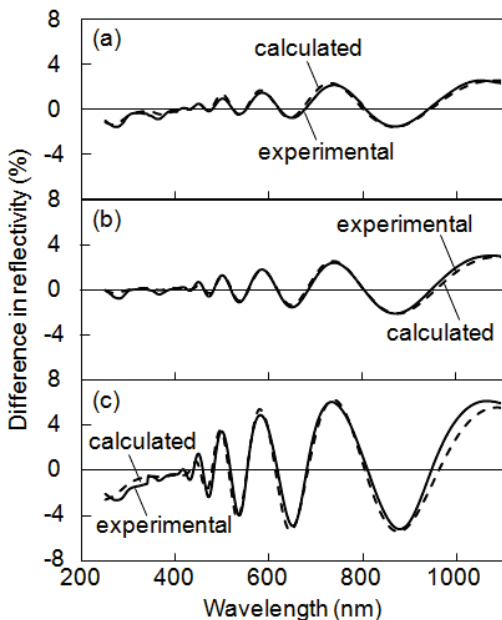 Difference in reflectivity (%)
8
(a)
calculated
4
0
experimental
-4
8
(b)
experimental
4
0
calculated
-4
8
(c)
4
calculated
0
experimental
-4
-8
200 400 600 800 1000
Wavelength (nm)